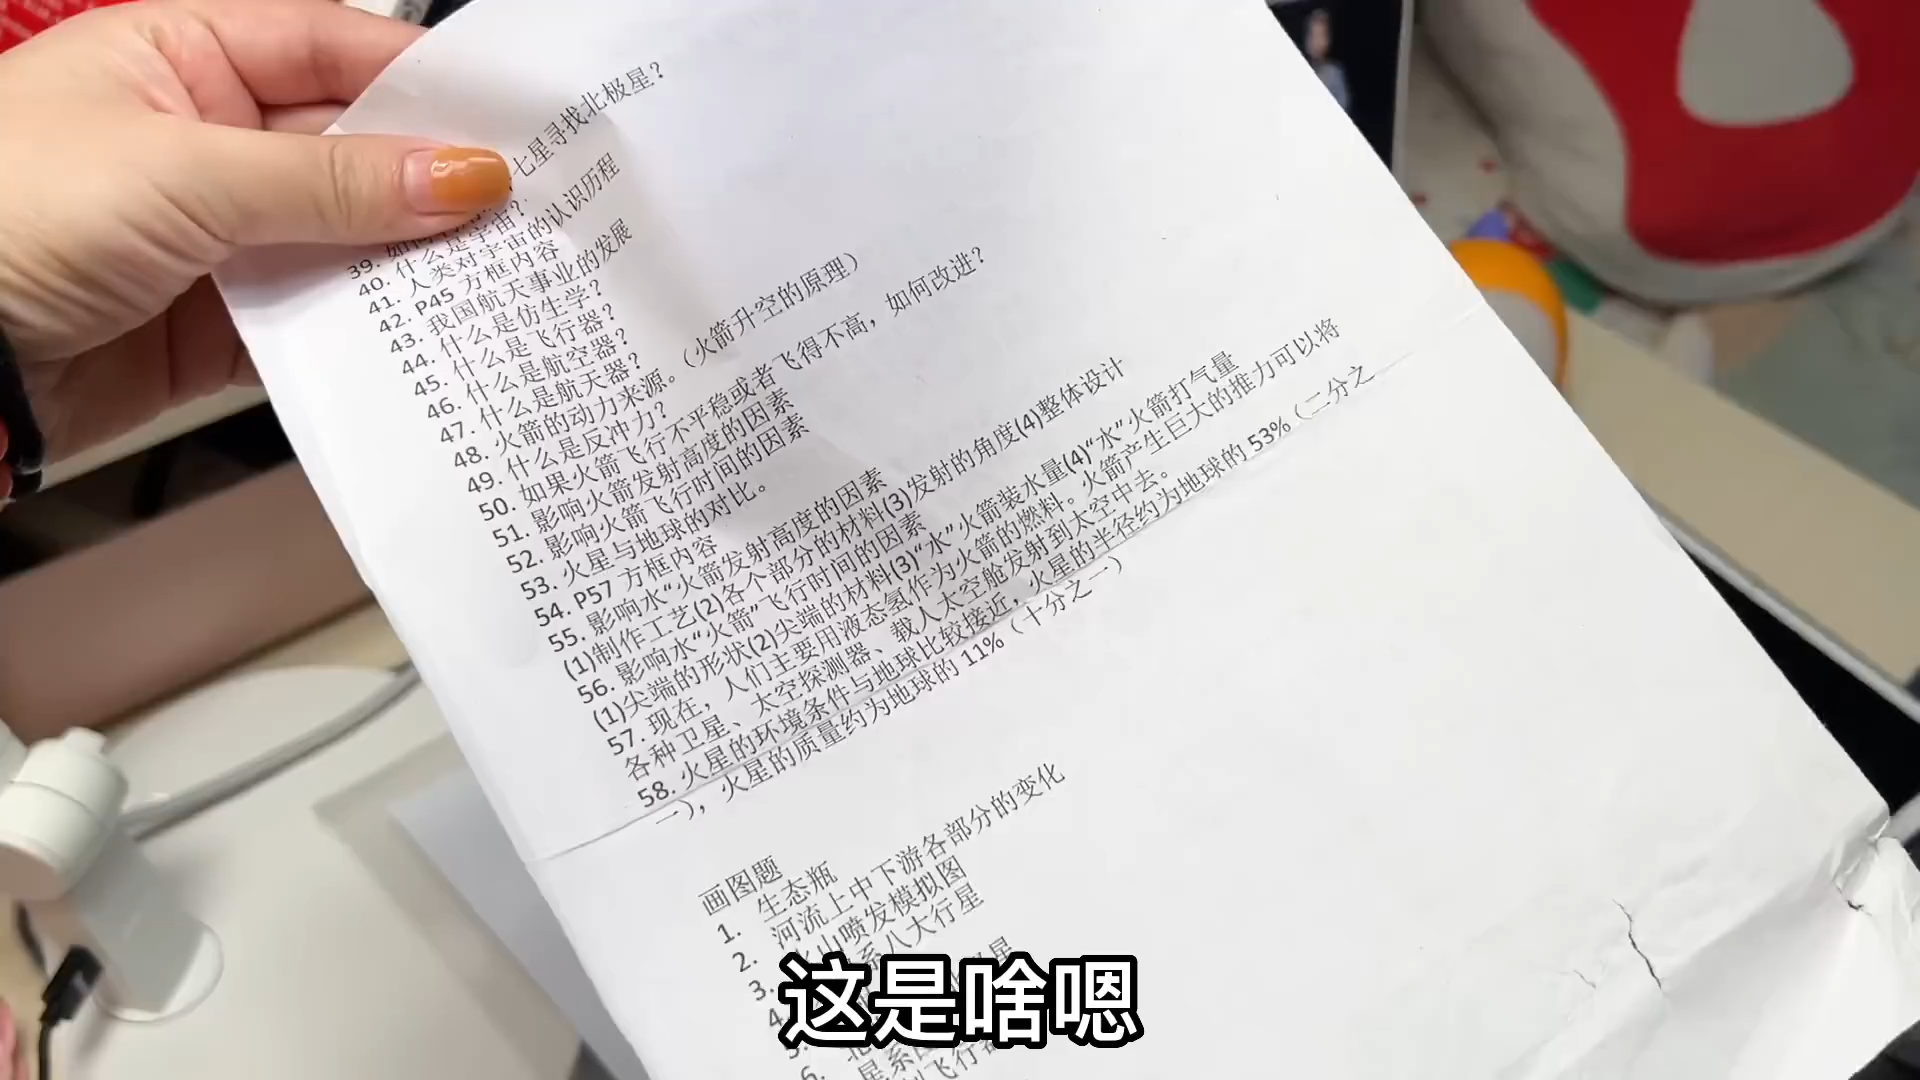 七星寻找北极星？
39. 如何
40. 什么是宇宙？
41. 人类对宇宙的认识历程
42. P45 方框内容
43. 我国航天事业的发展
44. 什么是仿生学？
45. 什么是飞行器？
46. 什么是航空器？
47. 什么是航天器？
48. 火箭的动力来源。（火箭升空的原理）
49. 什么是反冲力？
50. 如果火箭飞行不平稳或者飞得不高，如何改进？
51. 影响火箭发射高度的因素
52. 影响火箭飞行时间的因素
53. 火星与地球的对比。
54. P57 方框内容
55. 影响水“火箭发射高度的因素
(1)制作工艺(2)各个部分的材料(3)发射的角度(4)整体设计
56. 影响水“火箭”飞行时间的因素
(1)尖端的形状(2)尖端的材料(3)“水”火箭装水量(4)“水”火箭打气量
57. 现在，人们主要用液态氢作为火箭的燃料。火箭产生巨大的推力可以将
各种卫星、太空探测器、载人太空舱发射到太空中去。
58. 火星的环境条件与地球比较接近，火星的半径约为地球的 53%（二分之
一），火星的质量约为地球的 11%（十分之一）
画图题
1. 生态瓶
2. 河流上中下游各部分的变化
3. 火山喷发模拟图
4. 系八大行星
星
5. 北
6. 星系
飞行器
这是啥嗯